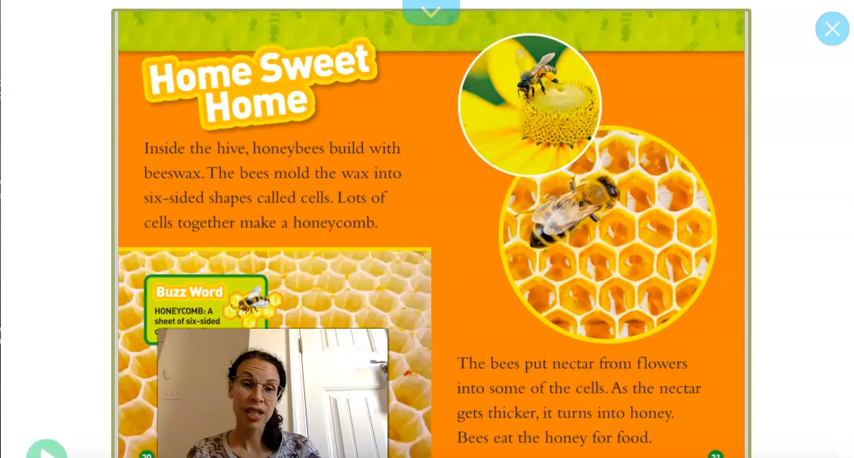 Home Sweet
Home
Inside the hive, honeybees build with
beeswax. The bees mold the wax into
six-sided shapes called cells. Lots of
cells together make a honeycomb.
Buzz Word
HONEYCOMB: A
sheet of six-sided
The bees put nectar from flowers
into some of the cells. As the nectar
gets thicker, it turns into honey.
Bees eat the honey for food.
20
21